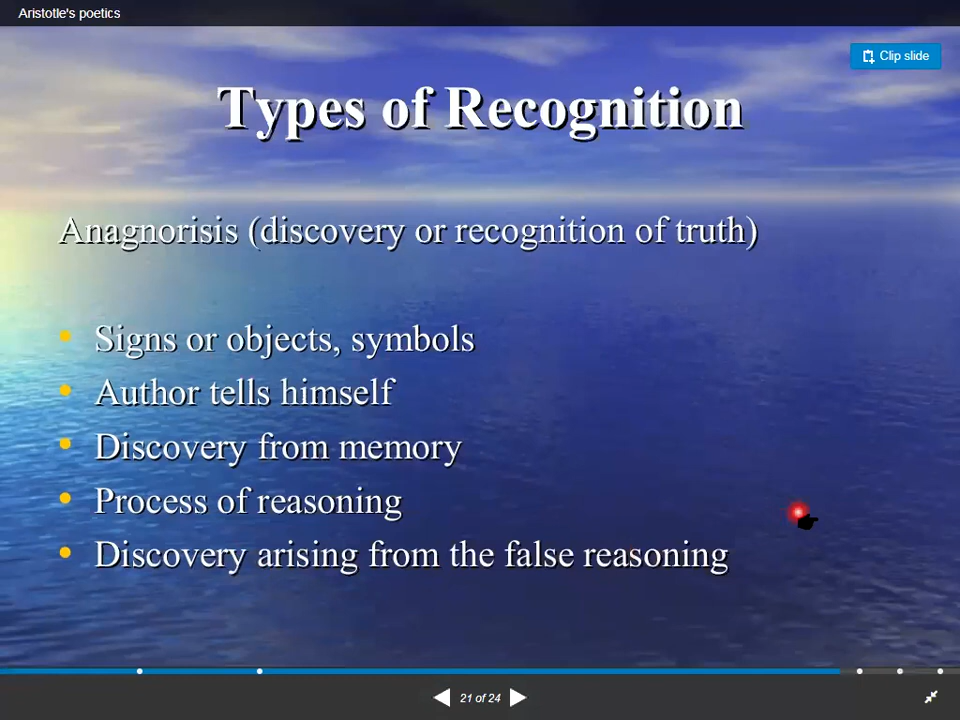 Aristotle's poetics
Clip slide
Types of Recognition
Anagnorisis (discovery or recognition of truth)
• Signs or objects, symbols
• Author tells himself
• Discovery from memory
• Process of reasoning
• Discovery arising from the false reasoning
21 of 24